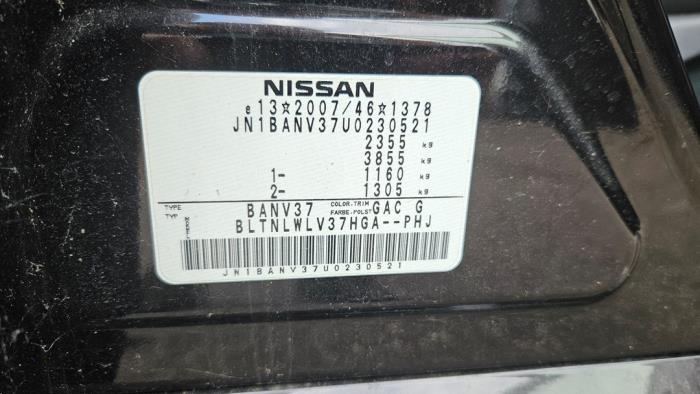 NISSAN
e13☆2007/46☆1378
JN1BANV37U0230521
2355 kg
3855 kg
1- 1160 kg
2- 1305 kg
TYPE TYP BANV37 COLOR.TRIM FARBE.POLST GAC G
BLTNLWLV37HGA--PHJ
JN1BANV37U0230521